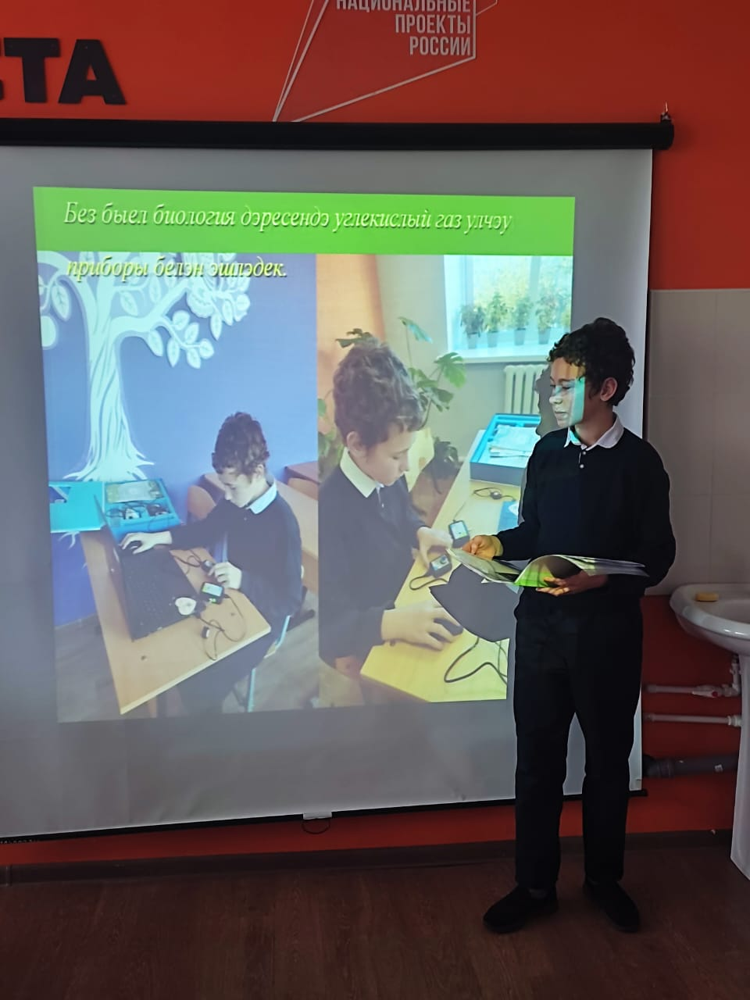 НАЦИОНАЛЬНЫЕ
ПРОЕКТЫ
РОССИИ
СТА
Без быел биология дэресендэ углекислый газ улчэу
приборы белэн эшлэдек.